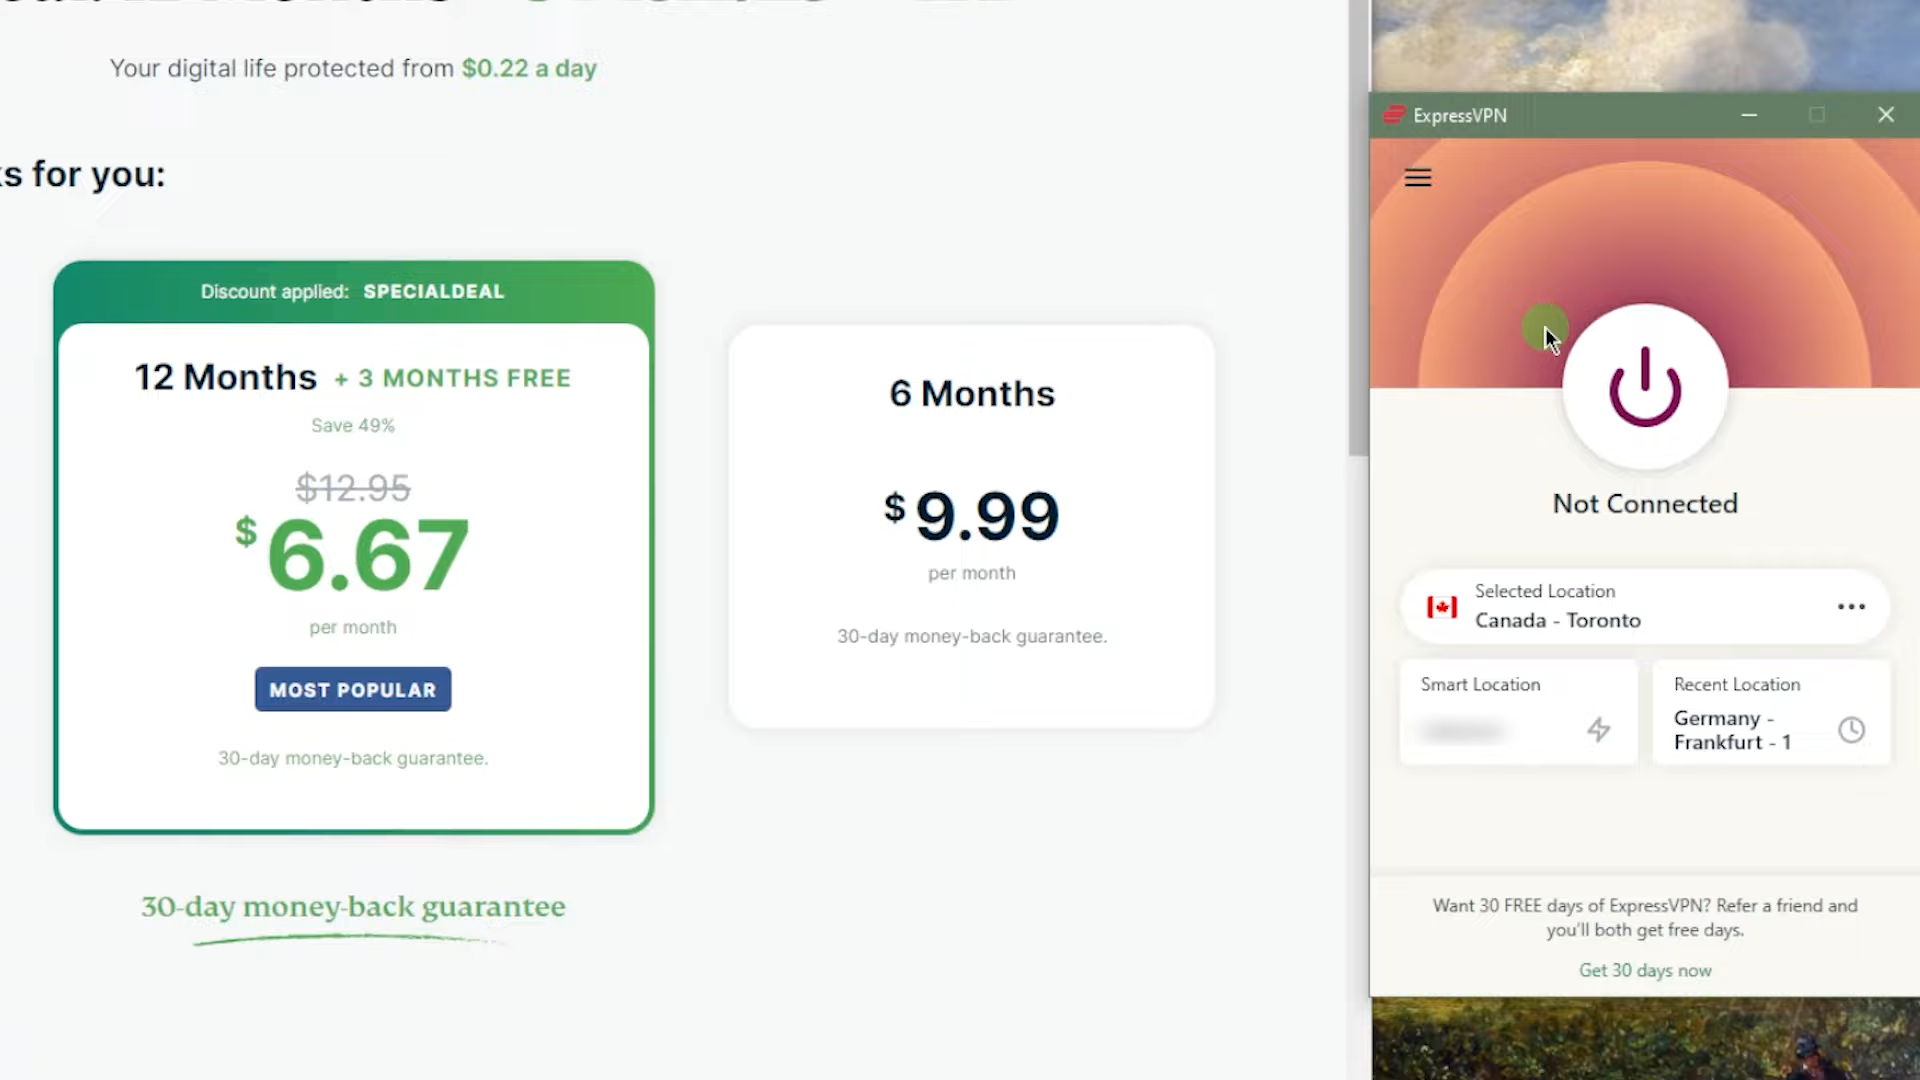 Your digital life protected from $0.22 a day
for you:
Discount applied: SPECIALDEAL
12 Months + 3 MONTHS FREE
Save 49%
$12.95
$6.67
per month
MOST POPULAR
30-day money-back guarantee.
30-day money-back guarantee
6 Months
$9.99
per month
30-day money-back guarantee.
ExpressVPN
Not Connected
Selected Location
Canada - Toronto
Smart Location
Recent Location
Germany -
Frankfurt - 1
Want 30 FREE days of ExpressVPN? Refer a friend and
you'll both get free days.
Get 30 days now